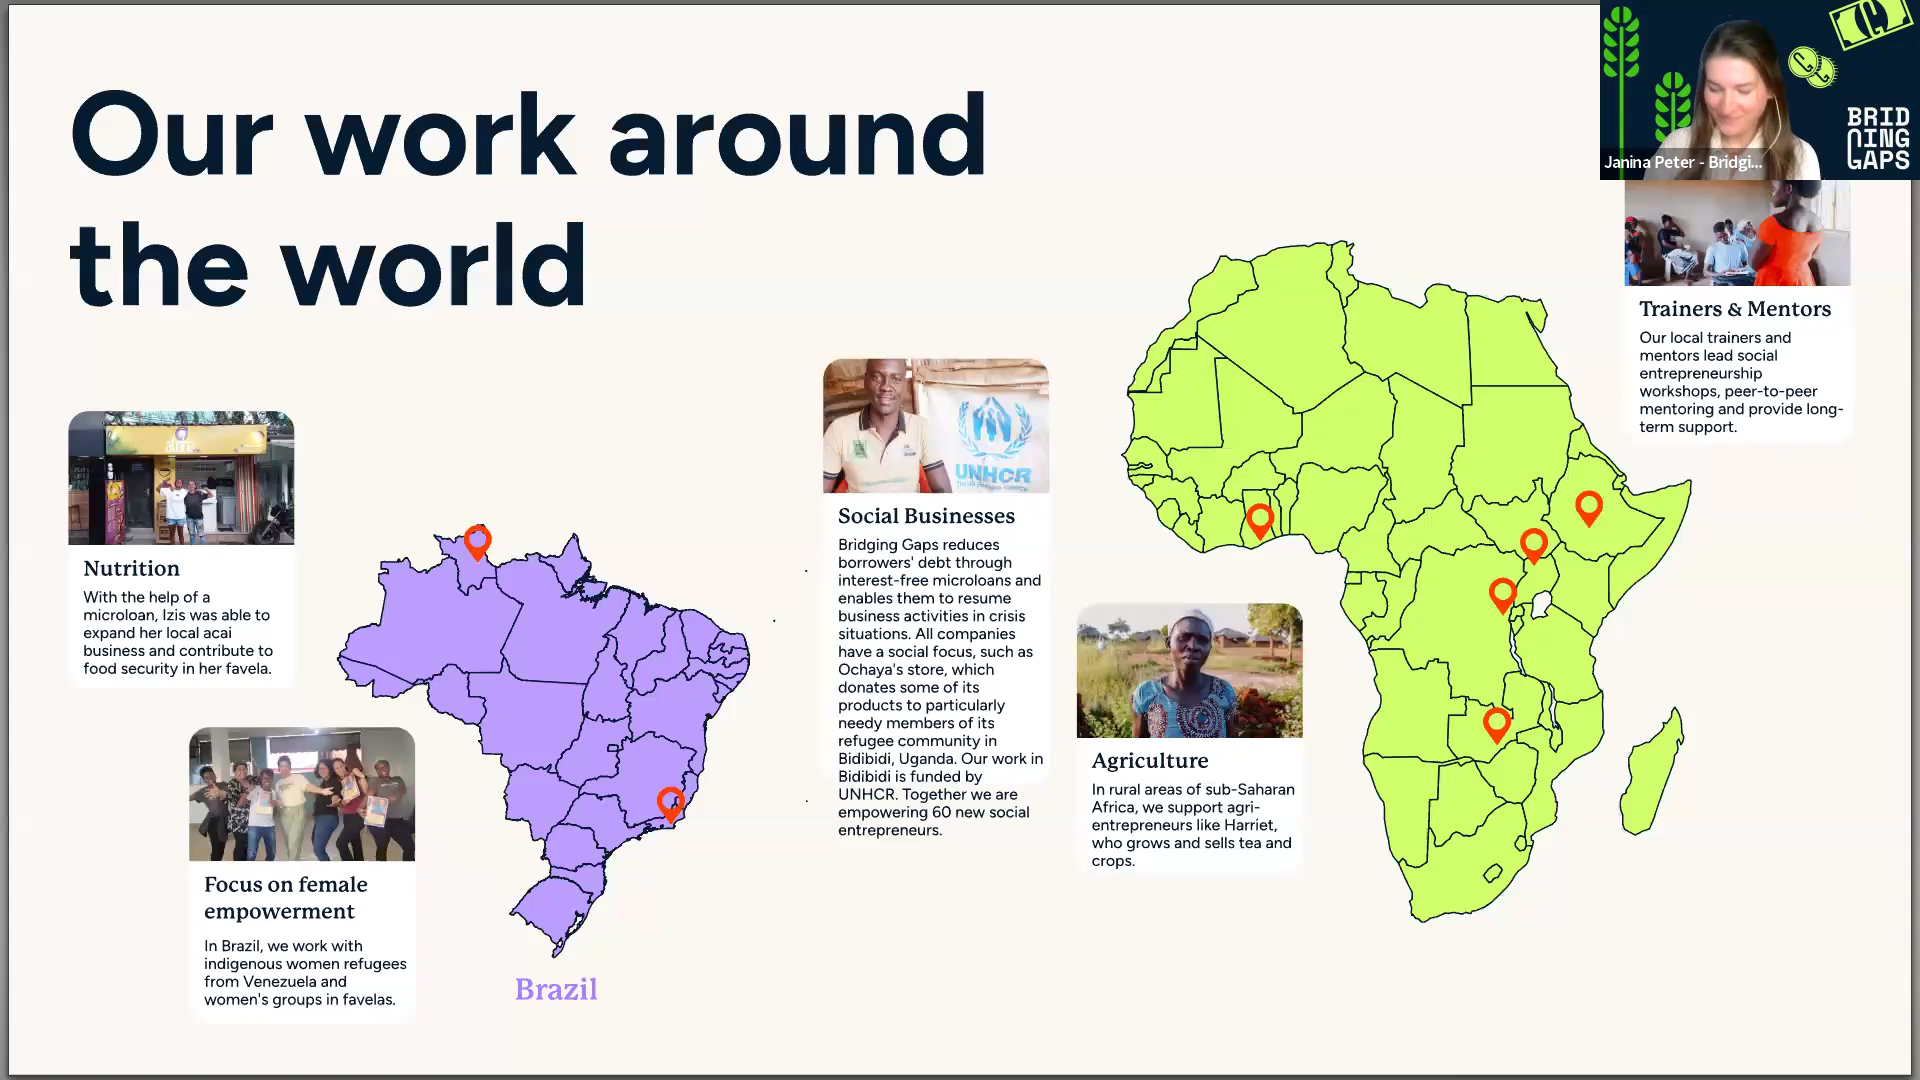 Our work around
the world
Janina Peter - Bridgi...
BRID
GING
GAPS
Trainers & Mentors
Our local trainers and
mentors lead social
entrepreneurship
workshops, peer-to-peer
mentoring and provide long-
term support.
Nutrition
With the help of a
microloan, Izis was able to
expand her local acai
business and contribute to
food security in her favela.
Focus on female
empowerment
In Brazil, we work with
indigenous women refugees
from Venezuela and
women's groups in favelas.
Brazil
UNHCR
Social Businesses
Bridging Gaps reduces
borrowers' debt through
interest-free microloans and
enables them to resume
business activities in crisis
situations. All companies
have a social focus, such as
Ochaya's store, which
donates some of its
products to particularly
needy members of its
refugee community in
Bidibidi, Uganda. Our work in
Bidibidi is funded by
UNHCR. Together we are
empowering 60 new social
entrepreneurs.
Agriculture
In rural areas of sub-Saharan
Africa, we support agri-
entrepreneurs like Harriet,
who grows and sells tea and
crops.